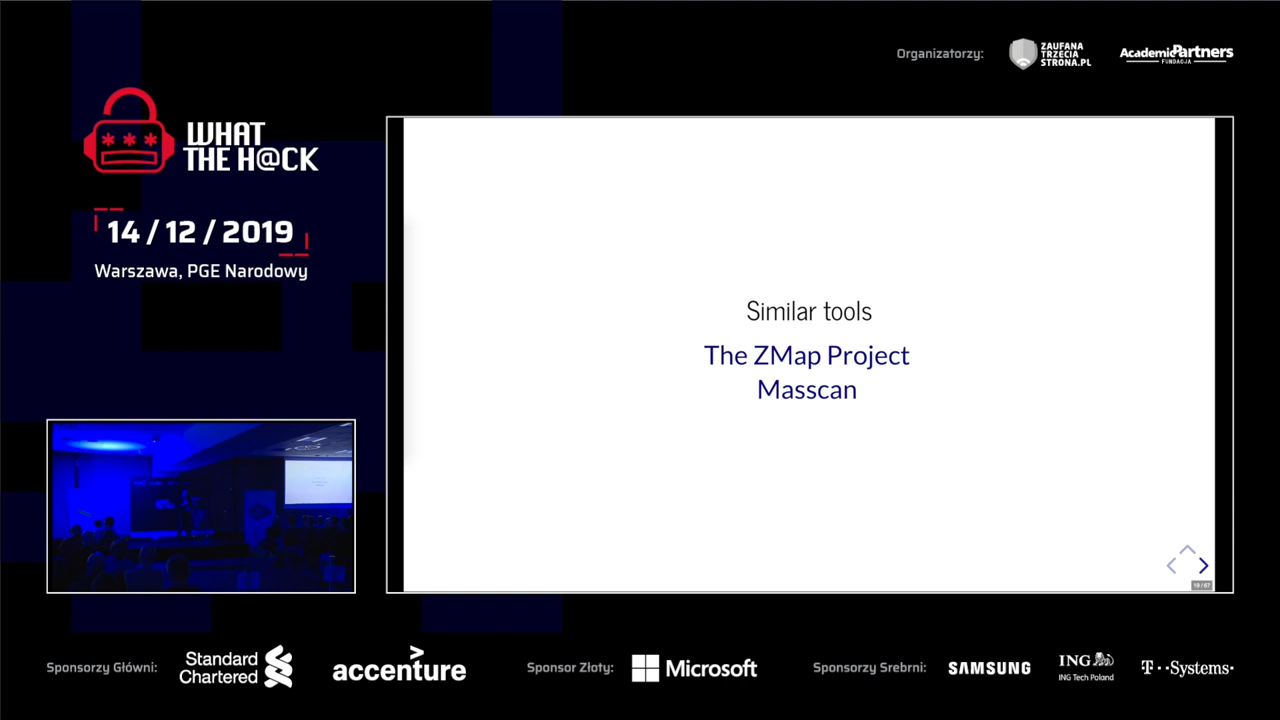 Organizatorzy:
ZAUFANA
TRZECIA
STRONA.PL
AcademicPartners
FUNDACJA
WHAT
THE H@CK
14 / 12 / 2019
Warszawa, PGE Narodowy
Similar tools
The ZMap Project
Masscan
Sponsorzy Główni:
Standard
Chartered
accenture
Sponsor Złoty:
Microsoft
Sponsorzy Srebrni:
SAMSUNG
ING
ING Tech Poland
T··Systems·